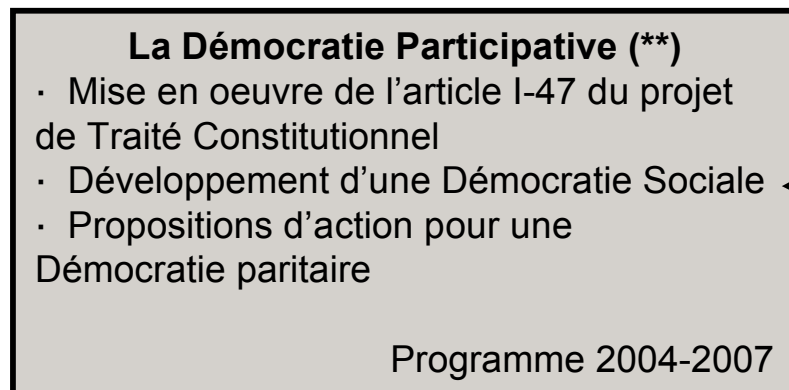 La Démocratie Participative (**)
· Mise en oeuvre de l’article I-47 du projet
de Traité Constitutionnel
· Développement d’une Démocratie Sociale
· Propositions d’action pour une
Démocratie paritaire
Programme 2004-2007